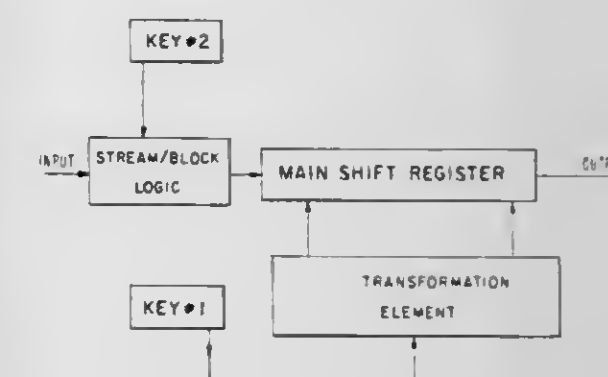 KEY #2
INPUT
STREAM/BLOCK
LOGIC
MAIN SHIFT REGISTER
TRANSFORMATION
ELEMENT
KEY #1